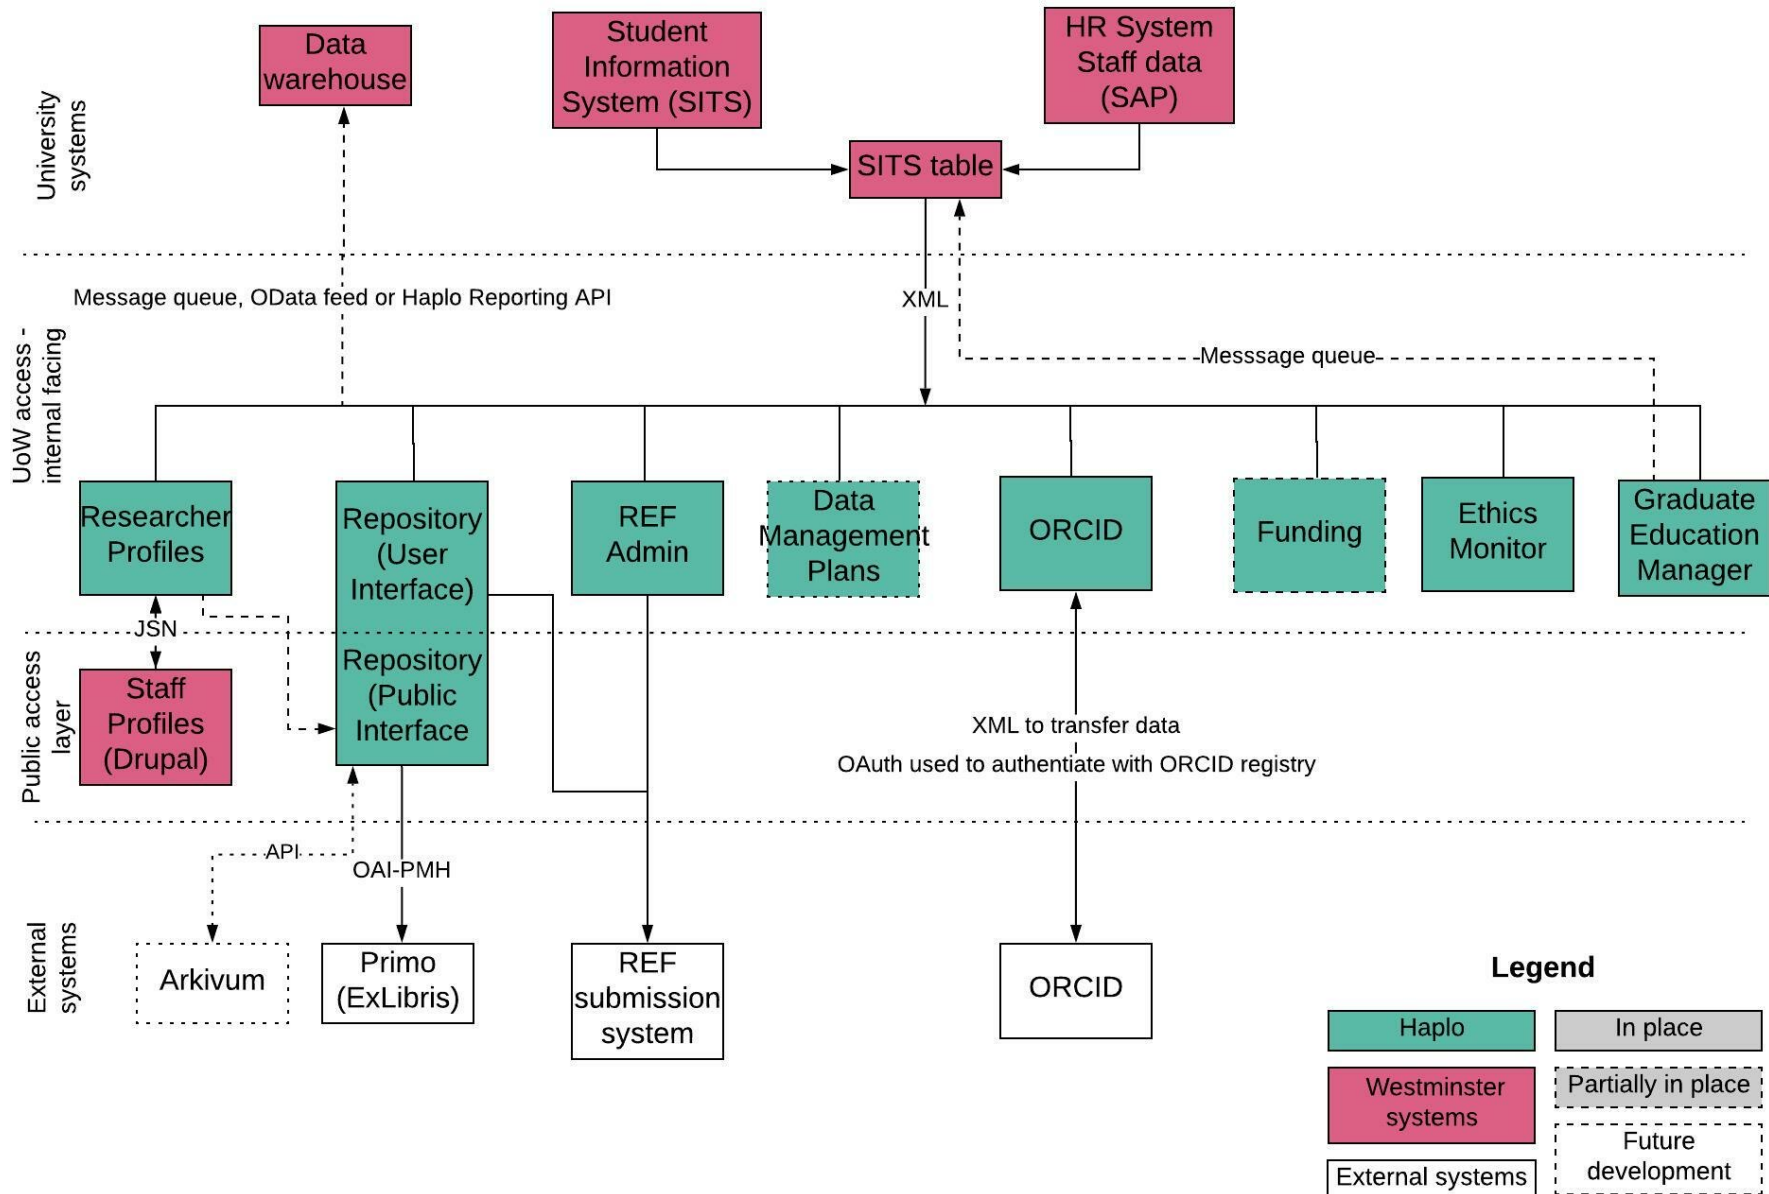 Data
warehouse
Student
Information
System (SITS)
HR System
Staff data
(SAP)
SITS table
University
systems
Message queue, OData feed or Haplo Reporting API
XML
Messsage queue
UoW access -
internal facing
Researcher
Profiles
Repository
(User
Interface)
REF
Admin
Data
Management
Plans
ORCID
Funding
Ethics
Monitor
Graduate
Education
Manager
JSN
Public access
layer
Staff
Profiles
(Drupal)
Repository
(Public
Interface
XML to transfer data
OAuth used to authentiate with ORCID registry
API
OAI-PMH
External
systems
Arkivum
Primo
(ExLibris)
REF
submission
system
ORCID
Legend
Haplo
In place
Westminster
systems
Partially in place
External systems
Future
development